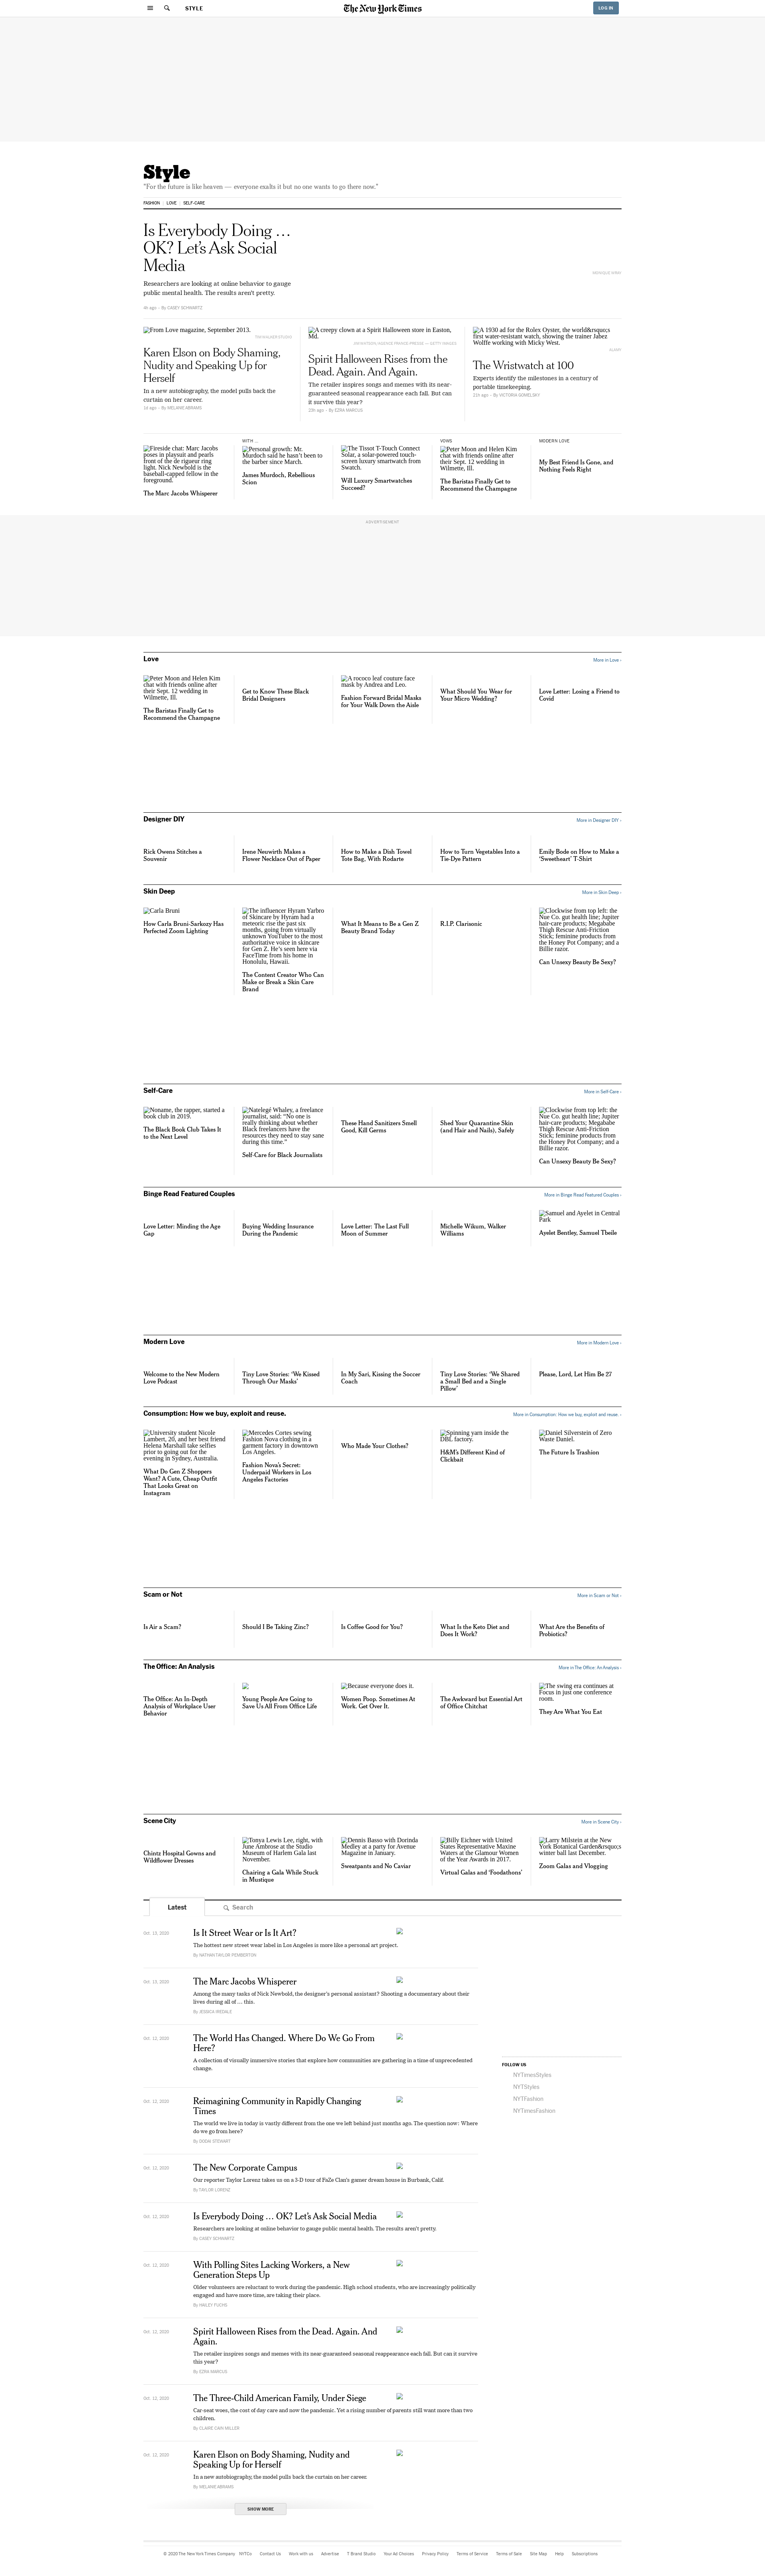 STYLE
The New York Times
LOG IN
Style
"For the future is like heaven — everyone exalts it but no one wants to go there now."
FASHION
LOVE
SELF-CARE
Is Everybody Doing …
OK? Let's Ask Social
Media
Researchers are looking at online behavior to gauge
public mental health. The results aren't pretty.
4h ago · By CASEY SCHWARTZ
From Love magazine, September 2013.
TIM WALKER STUDIO
Karen Elson on Body Shaming,
Nudity and Speaking Up for
Herself
In a new autobiography, the model pulls back the
curtain on her career.
1d ago · By MELANIE ABRAMS
A creepy clown at a Spirit Halloween store in Easton,
Md.
JIM WATSON/AGENCE FRANCE-PRESSE — GETTY IMAGES
Spirit Halloween Rises from the
Dead. Again. And Again.
The retailer inspires songs and memes with its near-
guaranteed seasonal reappearance each fall. But can
it survive this year?
23h ago · By EZRA MARCUS
A 1930 ad for the Rolex Oyster, the world&rsquo;s
first water-resistant watch, showing the trainer Jabez
Wolffe working with Micky West.
ALAMY
The Wristwatch at 100
Experts identify the milestones in a century of
portable timekeeping.
21h ago · By VICTORIA GOMELSKY
Fireside chat: Marc Jacobs
poses in playsuit and pearls
front of the de rigueur ring
light. Nick Newbold is the
baseball-capped fellow in the
foreground.
The Marc Jacobs Whisperer
WITH …
Personal growth: Mr.
Murdoch said he hasn't been to
the barber since March.
James Murdoch, Rebellious
Scion
The Tissot T-Touch Connect
Solar, a solar-powered touch-
screen luxury smartwatch from
Swatch.
Will Luxury Smartwatches
Succeed?
VOWS
Peter Moon and Helen Kim
chat with friends online after
their Sept. 12 wedding in
Wilmette, Ill.
The Baristas Finally Get to
Recommend the Champagne
MODERN LOVE
My Best Friend Is Gone, and
Nothing Feels Right
ADVERTISEMENT
Love
More in Love ›
Peter Moon and Helen Kim
chat with friends online after
their Sept. 12 wedding in
Wilmette, Ill.
The Baristas Finally Get to
Recommend the Champagne
Get to Know These Black
Bridal Designers
A rococo leaf couture face
mask by Andrea and Leo.
Fashion Forward Bridal Masks
for Your Walk Down the Aisle
What Should You Wear for
Your Micro Wedding?
Love Letter: Losing a Friend to
Covid
Designer DIY
More in Designer DIY ›
Rick Owens Stitches a
Souvenir
Irene Neuwirth Makes a
Flower Necklace Out of Paper
How to Make a Dish Towel
Tote Bag, With Rodarte
How to Turn Vegetables Into a
Tie-Dye Pattern
Emily Bode on How to Make a
'Sweetheart' T-Shirt
Skin Deep
More in Skin Deep ›
Carla Bruni
How Carla Bruni-Sarkozy Has
Perfected Zoom Lighting
The influencer Hyram Yarbro
of Skincare by Hyram had a
meteoric rise the past six
months, going from virtually
unknown YouTuber to the most
authoritative voice in skincare
for Gen Z. He's seen here via
FaceTime from his home in
Honolulu, Hawaii.
The Content Creator Who Can
Make or Break a Skin Care
Brand
What It Means to Be a Gen Z
Beauty Brand Today
R.I.P. Clarisonic
Clockwise from top left: the
Nue Co. gut health line; Jupiter
hair-care products; Megababe
Thigh Rescue Anti-Friction
Stick; feminine products from
the Honey Pot Company; and a
Billie razor.
Can Unsexy Beauty Be Sexy?
Self-Care
More in Self-Care ›
Noname, the rapper, started a
book club in 2019.
The Black Book Club Takes It
to the Next Level
Natelegé Whaley, a freelance
journalist, said: "No one is
really thinking about whether
Black freelancers have the
resources they need to stay sane
during this time."
Self-Care for Black Journalists
These Hand Sanitizers Smell
Good, Kill Germs
Shed Your Quarantine Skin
(and Hair and Nails), Safely
Clockwise from top left: the
Nue Co. gut health line; Jupiter
hair-care products; Megababe
Thigh Rescue Anti-Friction
Stick; feminine products from
the Honey Pot Company; and a
Billie razor.
Can Unsexy Beauty Be Sexy?
Binge Read Featured Couples
More in Binge Read Featured Couples ›
Love Letter: Minding the Age
Gap
Buying Wedding Insurance
During the Pandemic
Love Letter: The Last Full
Moon of Summer
Michelle Wikum, Walker
Williams
Samuel and Ayelet in Central
Park
Ayelet Bentley, Samuel Tbeile
Modern Love
More in Modern Love ›
Welcome to the New Modern
Love Podcast
Tiny Love Stories: 'We Kissed
Through Our Masks'
In My Sari, Kissing the Soccer
Coach
Tiny Love Stories: 'We Shared
a Small Bed and a Single
Pillow'
Please, Lord, Let Him Be 27
Consumption: How we buy, exploit and reuse.
More in Consumption: How we buy, exploit and reuse. ›
University student Nicole
Lambert, 20, and her best friend
Helena Marshall take selfies
prior to going out for the
evening in Sydney, Australia.
What Do Gen Z Shoppers
Want? A Cute, Cheap Outfit
That Looks Great on
Instagram
Mercedes Cortes sewing
Fashion Nova clothing in a
garment factory in downtown
Los Angeles.
Fashion Nova's Secret:
Underpaid Workers in Los
Angeles Factories
Who Made Your Clothes?
Spinning yarn inside the
DBL factory.
H&M's Different Kind of
Clickbait
Daniel Silverstein of Zero
Waste Daniel.
The Future Is Trashion
Scam or Not
More in Scam or Not ›
Is Air a Scam?
Should I Be Taking Zinc?
Is Coffee Good for You?
What Is the Keto Diet and
Does It Work?
What Are the Benefits of
Probiotics?
The Office: An Analysis
More in The Office: An Analysis ›
The Office: An In-Depth
Analysis of Workplace User
Behavior
Young People Are Going to
Save Us All From Office Life
Because everyone does it.
Women Poop. Sometimes At
Work. Get Over It.
The Awkward but Essential Art
of Office Chitchat
The swing era continues at
Focus in just one conference
room.
They Are What You Eat
Scene City
More in Scene City ›
Chintz Hospital Gowns and
Wildflower Dresses
Tonya Lewis Lee, right, with
June Ambrose at the Studio
Museum of Harlem Gala last
November.
Chairing a Gala While Stuck
in Mustique
Dennis Basso with Dorinda
Medley at a party for Avenue
Magazine in January.
Sweatpants and No Caviar
Billy Eichner with United
States Representative Maxine
Waters at the Glamour Women
of the Year Awards in 2017.
Virtual Galas and 'Foodathons'
Larry Milstein at the New
York Botanical Garden&rsquo;s
winter ball last December.
Zoom Galas and Vlogging
Latest
Search
Oct. 13, 2020
Is It Street Wear or Is It Art?
The hottest new street wear label in Los Angeles is more like a personal art project.
By NATHAN TAYLOR PEMBERTON
Oct. 13, 2020
The Marc Jacobs Whisperer
Among the many tasks of Nick Newbold, the designer's personal assistant? Shooting a documentary about their
lives during all of … this.
By JESSICA IREDALE
Oct. 12, 2020
The World Has Changed. Where Do We Go From
Here?
A collection of visually immersive stories that explore how communities are gathering in a time of unprecedented
change.
Oct. 12, 2020
Reimagining Community in Rapidly Changing
Times
The world we live in today is vastly different from the one we left behind just months ago. The question now: Where
do we go from here?
By DODAI STEWART
Oct. 12, 2020
The New Corporate Campus
Our reporter Taylor Lorenz takes us on a 3-D tour of FaZe Clan's gamer dream house in Burbank, Calif.
By TAYLOR LORENZ
Oct. 12, 2020
Is Everybody Doing … OK? Let's Ask Social Media
Researchers are looking at online behavior to gauge public mental health. The results aren't pretty.
By CASEY SCHWARTZ
Oct. 12, 2020
With Polling Sites Lacking Workers, a New
Generation Steps Up
Older volunteers are reluctant to work during the pandemic. High school students, who are increasingly politically
engaged and have more time, are taking their place.
By HAILEY FUCHS
Oct. 12, 2020
Spirit Halloween Rises from the Dead. Again. And
Again.
The retailer inspires songs and memes with its near-guaranteed seasonal reappearance each fall. But can it survive
this year?
By EZRA MARCUS
Oct. 12, 2020
The Three-Child American Family, Under Siege
Car-seat woes, the cost of day care and now the pandemic. Yet a rising number of parents still want more than two
children.
By CLAIRE CAIN MILLER
Oct. 12, 2020
Karen Elson on Body Shaming, Nudity and
Speaking Up for Herself
In a new autobiography, the model pulls back the curtain on her career.
By MELANIE ABRAMS
SHOW MORE
FOLLOW US
NYTimesStyles
NYTStyles
NYTFashion
NYTimesFashion
© 2020 The New York Times Company
NYTCo
Contact Us
Work with us
Advertise
T Brand Studio
Your Ad Choices
Privacy Policy
Terms of Service
Terms of Sale
Site Map
Help
Subscriptions